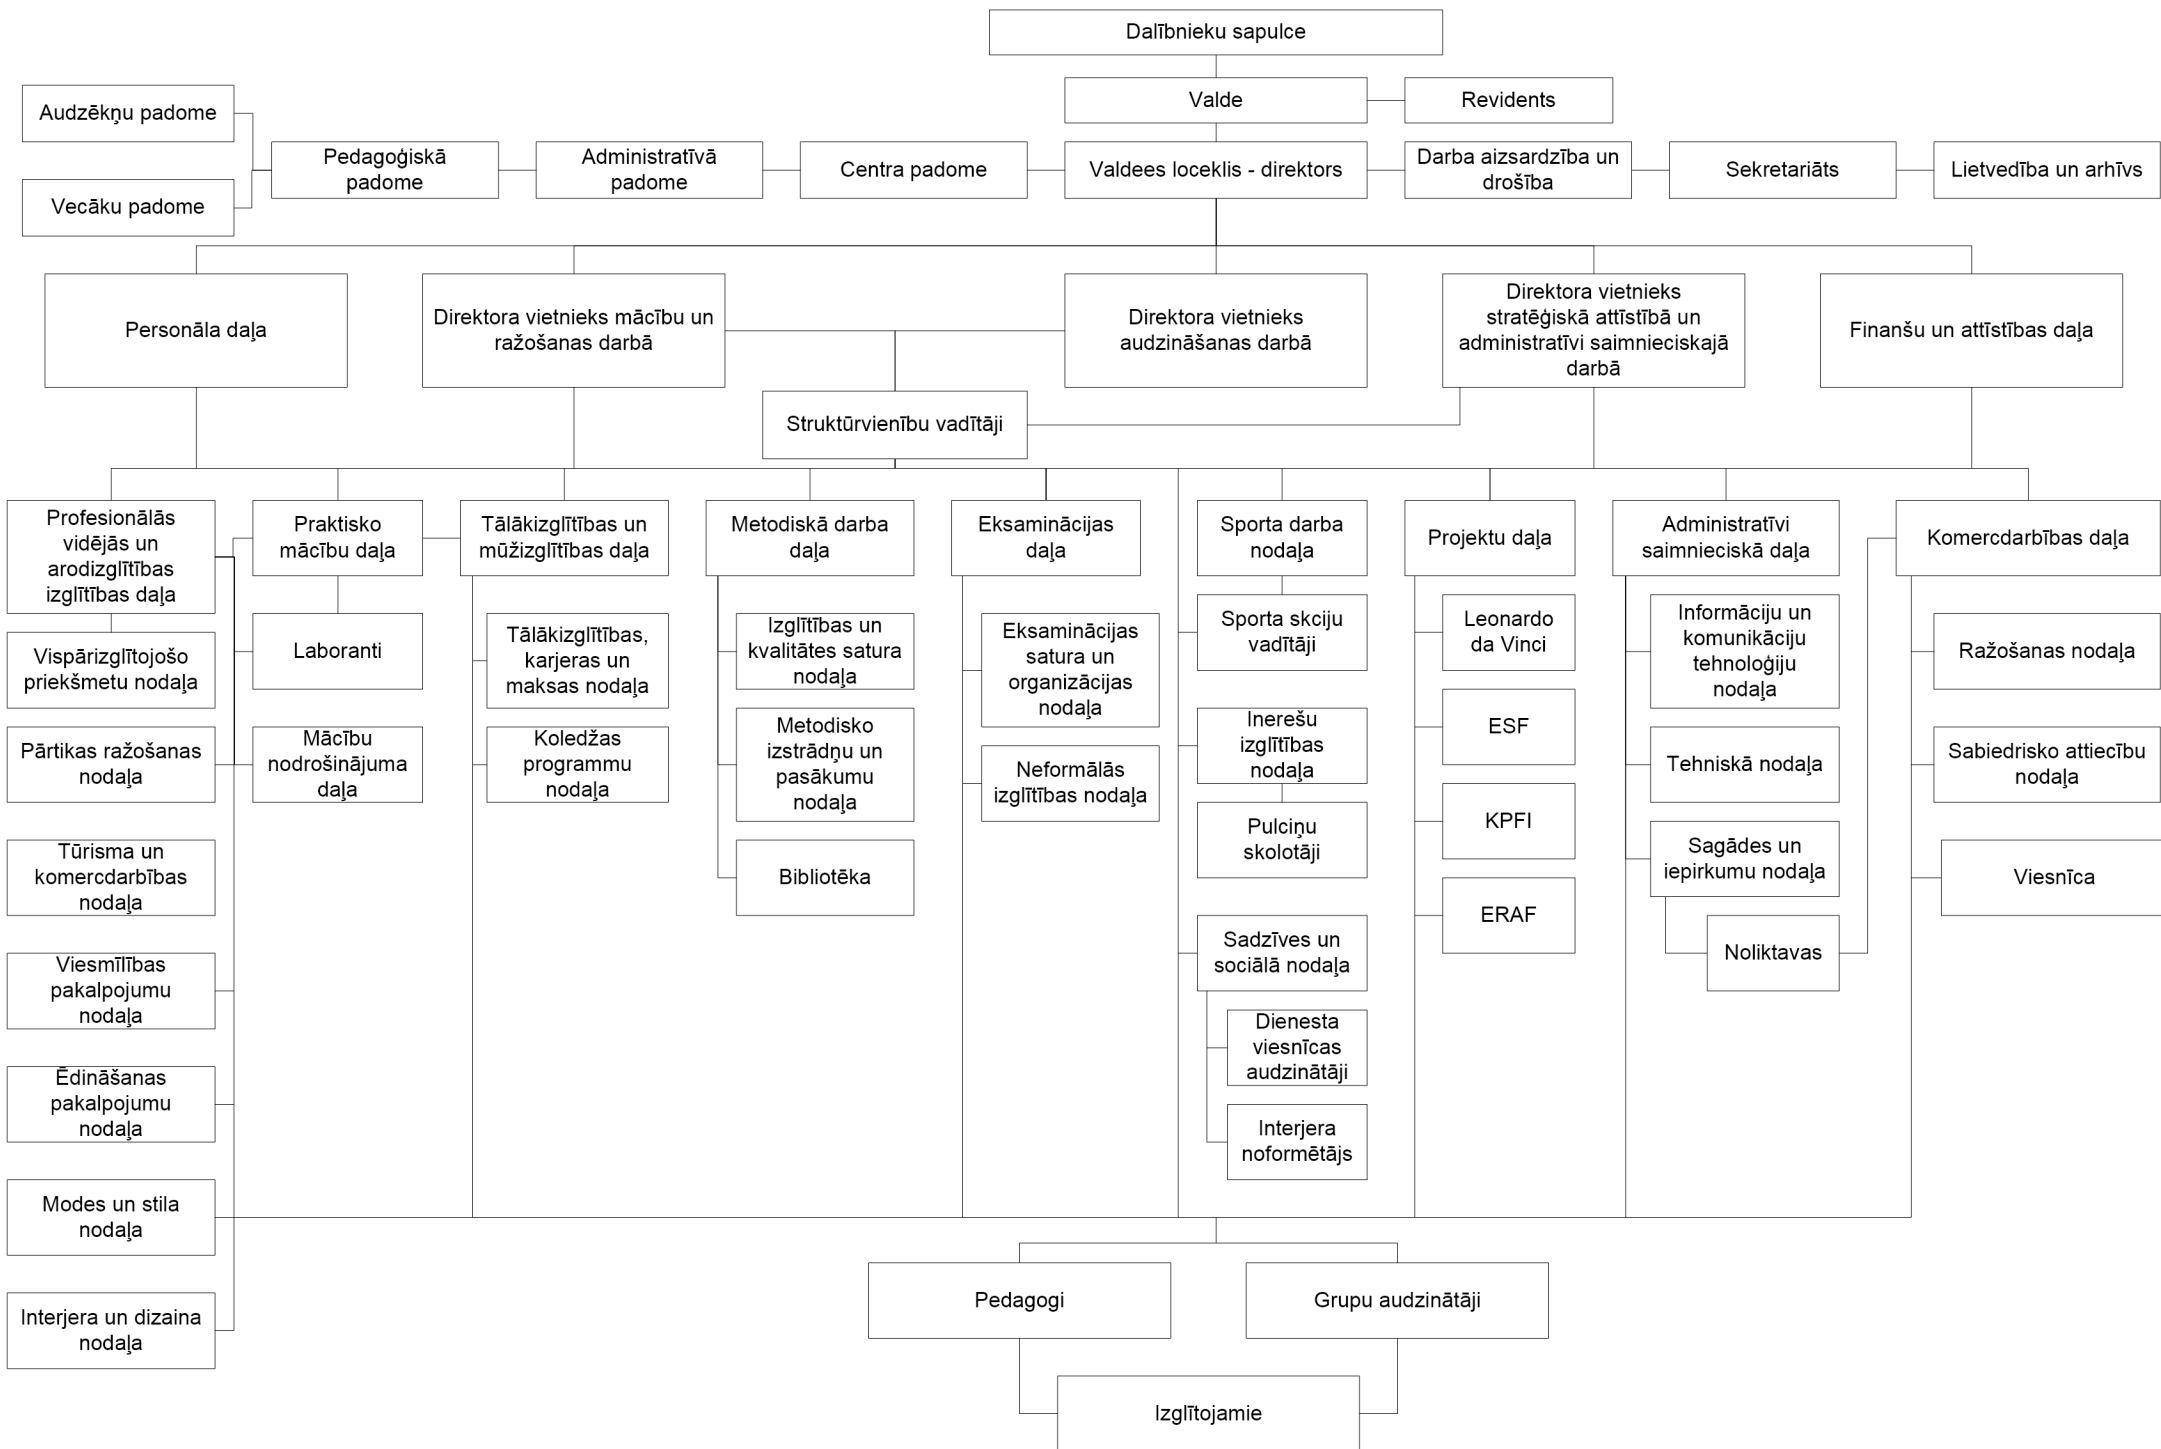 Dalībnieku sapulce
Valde
Revidents
Audzēkņu padome
Vecāku padome
Pedagoģiskā
padome
Administratīvā
padome
Centra padome
Valdees loceklis - direktors
Darba aizsardzība un
drošība
Sekretariāts
Lietvedība un arhīvs
Personāla daļa
Direktora vietnieks mācību un
ražošanas darbā
Direktora vietnieks
audzināšanas darbā
Direktora vietnieks
stratēģiskā attīstībā un
administratīvi saimnieciskajā
darbā
Finanšu un attīstības daļa
Struktūrvienību vadītāji
Profesionālās
vidējās un
arodizglītības
izglītības daļa
Praktisko
mācību daļa
Tālākizglītības un
mūžizglītības daļa
Metodiskā darba
daļa
Eksaminācijas
daļa
Sporta darba
nodaļa
Projektu daļa
Administratīvi
saimnieciskā daļa
Komercdarbības daļa
Vispārizglītojošo
priekšmetu nodaļa
Laboranti
Tālākizglītības,
karjeras un
maksas nodaļa
Izglītības un
kvalitātes satura
nodaļa
Eksaminācijas
satura un
organizācijas
nodaļa
Sporta skciju
vadītāji
Leonardo
da Vinci
Informāciju un
komunikāciju
tehnoloģiju
nodaļa
Ražošanas nodaļa
Pārtikas ražošanas
nodaļa
Mācību
nodrošinājuma
daļa
Koledžas
programmu
nodaļa
Metodisko
izstrādņu un
pasākumu
nodaļa
Neformālās
izglītības nodaļa
Inerešu
izglītības
nodaļa
ESF
Tehniskā nodaļa
Sabiedrisko attiecību
nodaļa
Tūrisma un
komercdarbības
nodaļa
Bibliotēka
Pulciņu
skolotāji
KPFI
Sagādes un
iepirkumu nodaļa
Viesnīca
Viesmīlības
pakalpojumu
nodaļa
Sadzīves un
sociālā nodaļa
ERAF
Noliktavas
Ēdināšanas
pakalpojumu
nodaļa
Dienesta
viesnīcas
audzinātāji
Interjera
noformētājs
Modes un stila
nodaļa
Interjera un dizaina
nodaļa
Pedagogi
Grupu audzinātāji
Izglītojamie